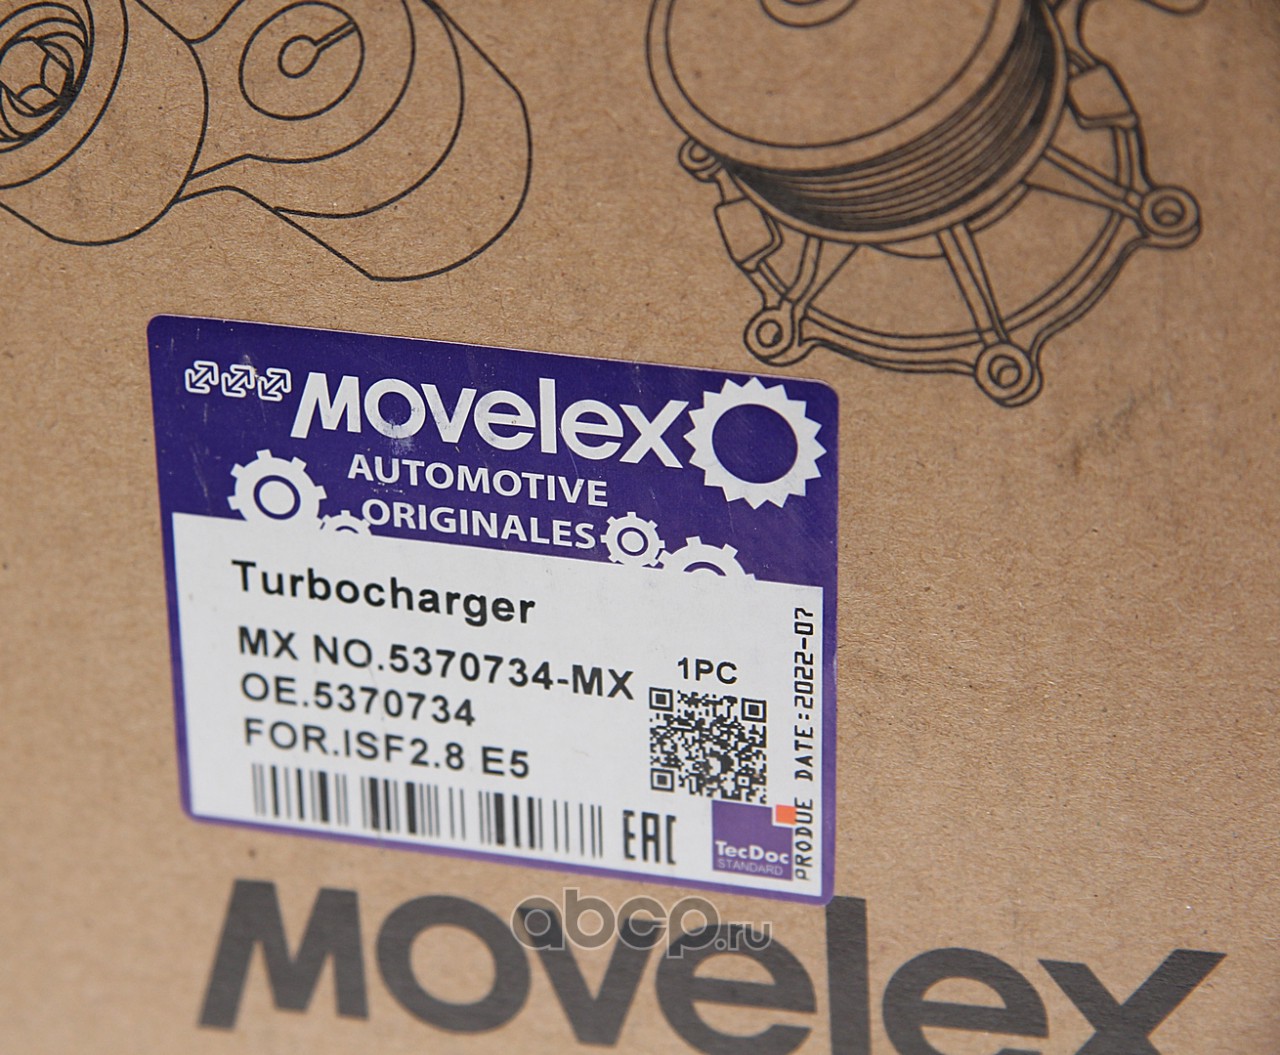 MOVELEX
AUTOMOTIVE
ORIGINALES
Turbocharger
MX NO.5370734-MX
OE.5370734
FOR.ISF2.8 E5
1PC
PRODUE DATE:2022-07
EAC
TecDoc
STANDARD
abcp.ru
MOVELEX